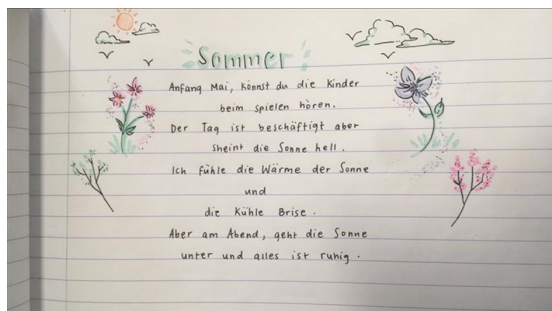 Sommer
Anfang Mai, könnst du die Kinder
beim spielen hören.
Der Tag ist beschäftigt aber
sheint die Sonne hell.
Ich fühle die Wärme der Sonne
und
die Kühle Brise.
Aber am Abend, geht die Sonne
unter und alles ist ruhig.